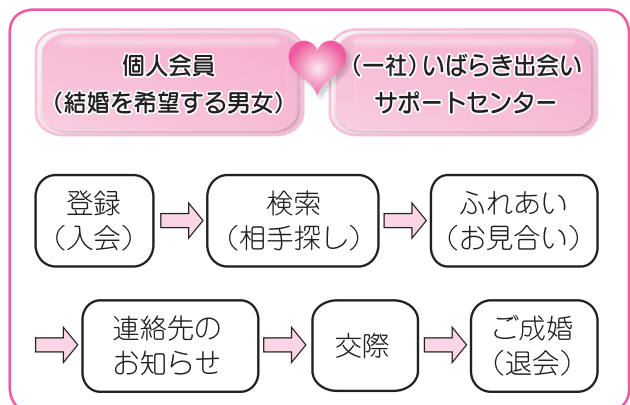 個人会員
(結婚を希望する男女)
(一社)いばらき出会い
サポートセンター
登録
(入会)
検索
(相手探し)
ふれあい
(お見合い)
連絡先の
お知らせ
交際
ご成婚
(退会)